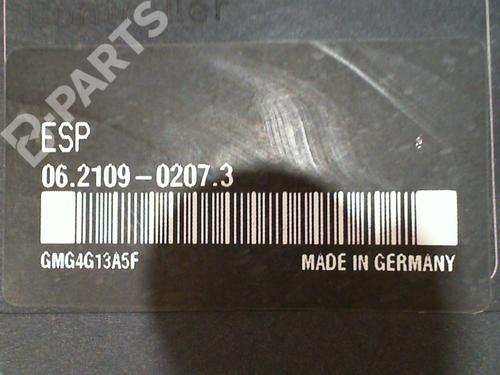 B-PARTS
ESP
06.2109-0207.3
GMG4G13A5F MADE IN GERMANY